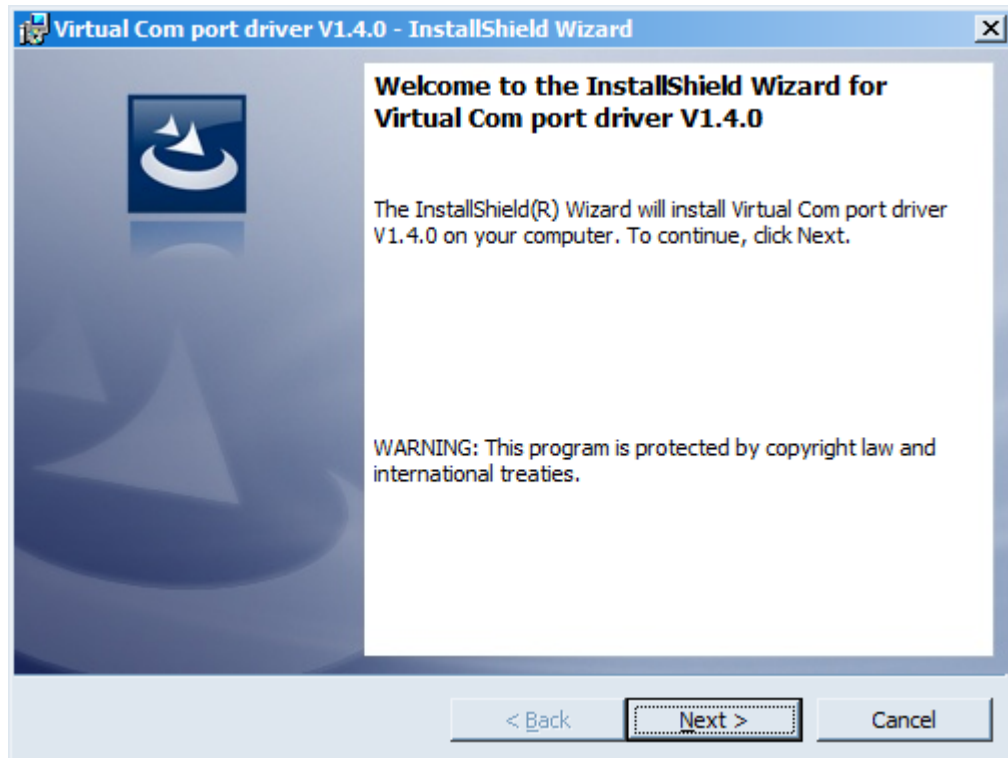 Virtual Com port driver V1.4.0 - InstallShield Wizard
Welcome to the InstallShield Wizard for
Virtual Com port driver V1.4.0
The InstallShield(R) Wizard will install Virtual Com port driver
V1.4.0 on your computer. To continue, click Next.
WARNING: This program is protected by copyright law and
international treaties.
< Back
Next >
Cancel